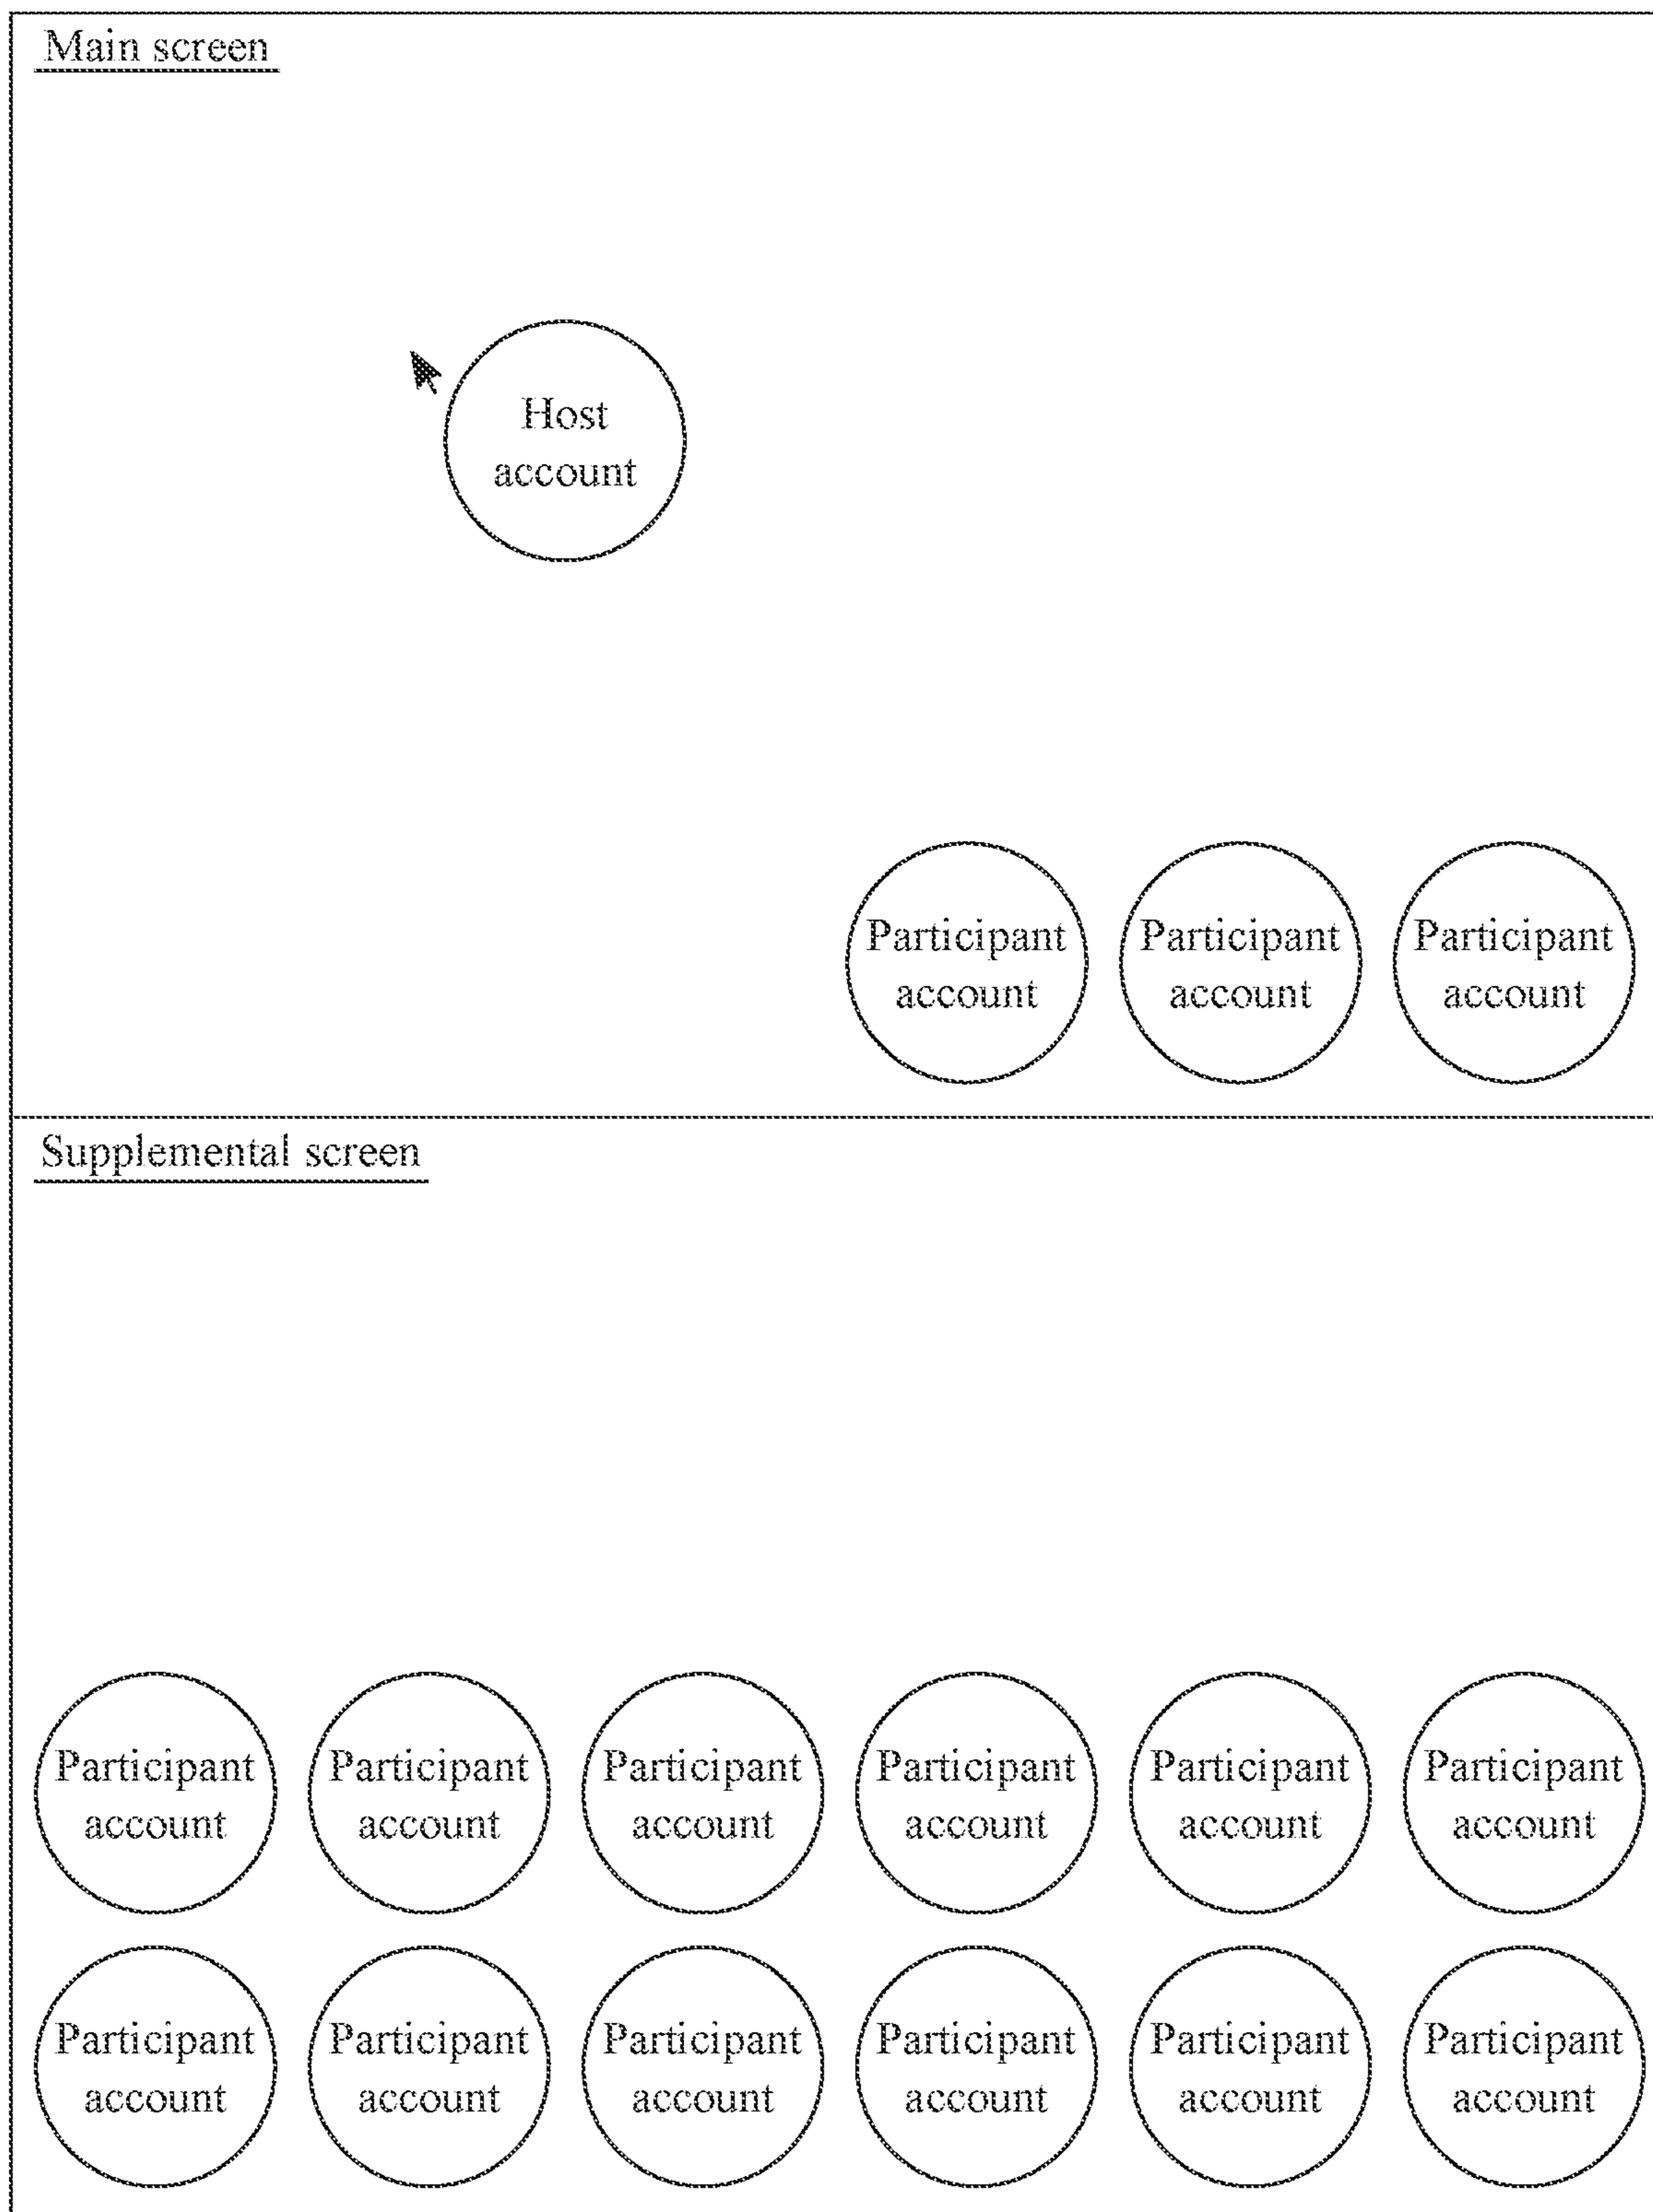 Main screen
Host
account
Participant Participant Participant
account account account
Supplemental screen
Participant Participant Participant Participant Participant Participant
account account account account account account
Participant Participant Participant Participant Participant Participant
account account account account account account